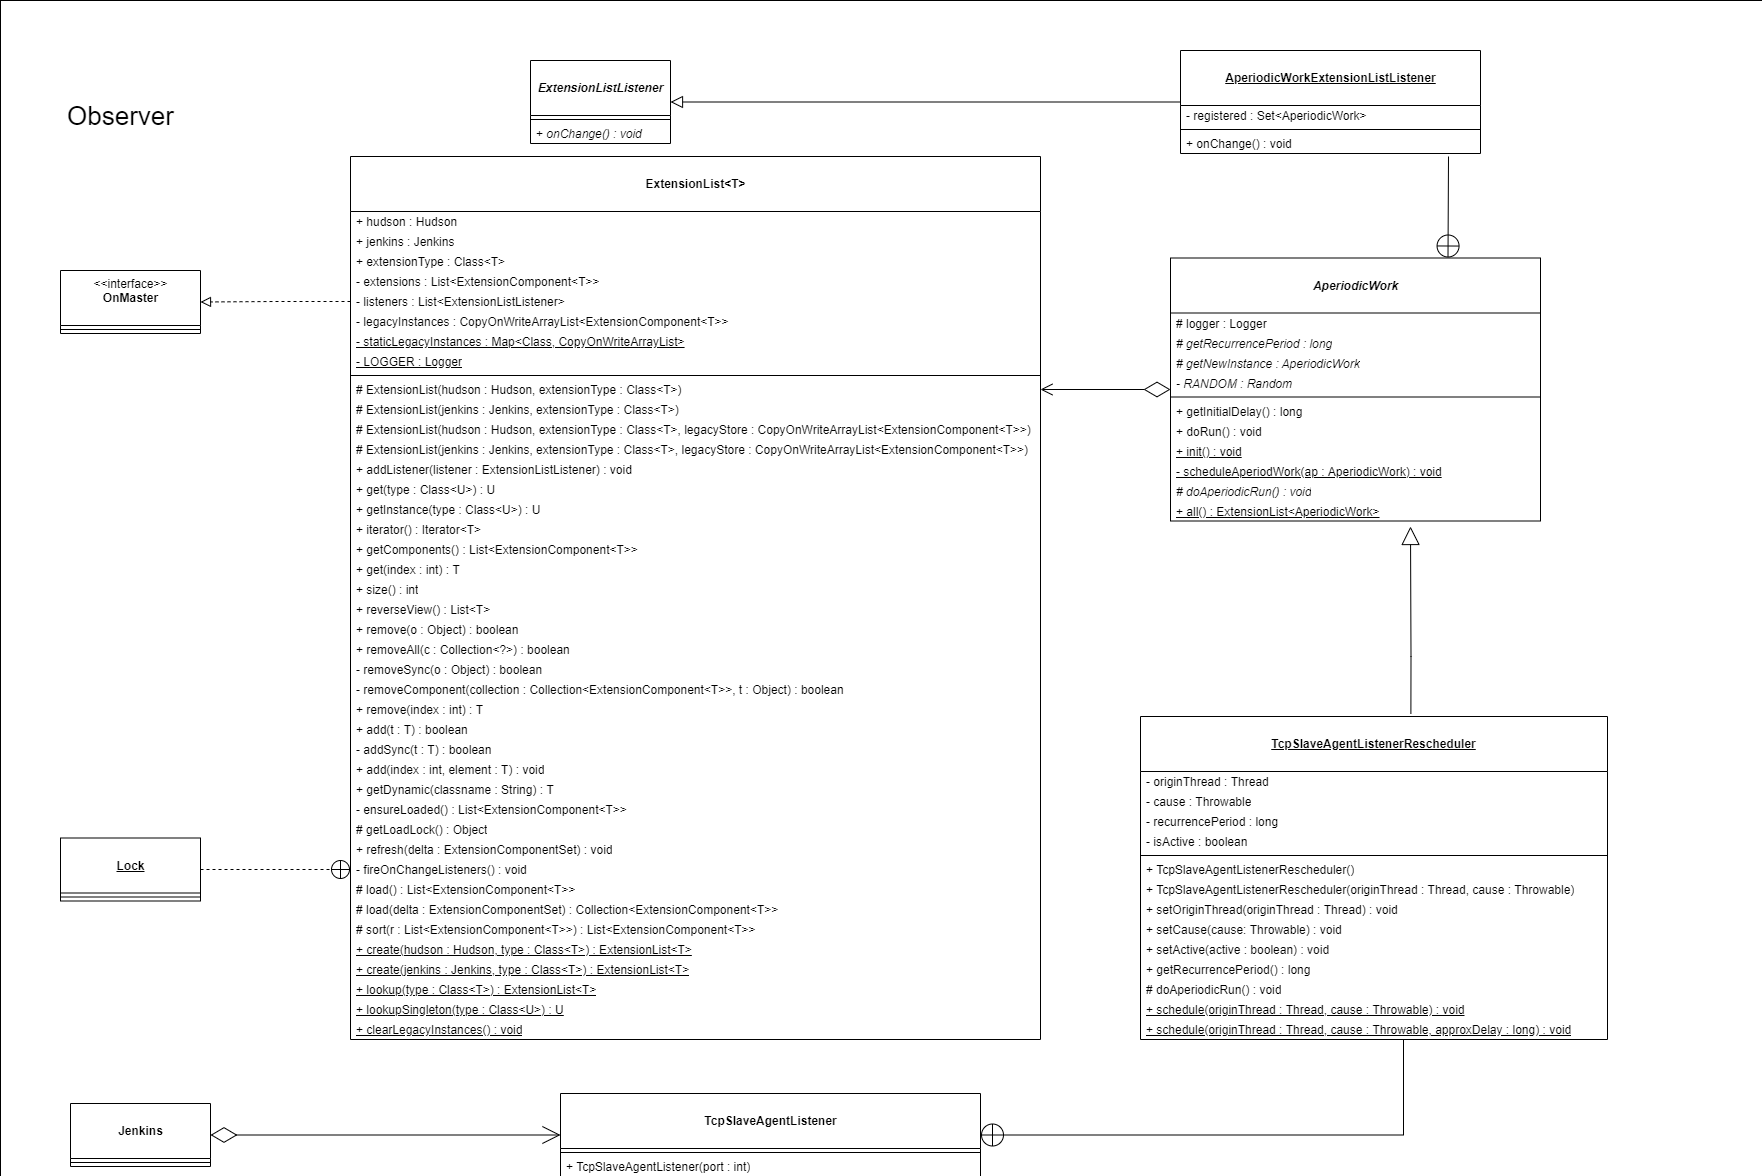 Observer
ExtensionListListener
+ onChange() : void
AperiodicWorkExtensionListListener
- registered : Set<AperiodicWork>
+ onChange() : void
ExtensionList<T>
+ hudson : Hudson
+ jenkins : Jenkins
+ extensionType : Class<T>
- extensions : List<ExtensionComponent<T>>
- listeners : List<ExtensionListListener>
- legacyInstances : CopyOnWriteArrayList<ExtensionComponent<T>>
- staticLegacyInstances : Map<Class, CopyOnWriteArrayList>
- LOGGER : Logger
# ExtensionList(hudson : Hudson, extensionType : Class<T>)
# ExtensionList(jenkins : Jenkins, extensionType : Class<T>)
# ExtensionList(hudson : Hudson, extensionType : Class<T>, legacyStore : CopyOnWriteArrayList<ExtensionComponent<T>>)
# ExtensionList(jenkins : Jenkins, extensionType : Class<T>, legacyStore : CopyOnWriteArrayList<ExtensionComponent<T>>)
+ addListener(listener : ExtensionListListener) : void
+ get(type : Class<U>) : U
+ getInstance(type : Class<U>) : U
+ iterator() : Iterator<T>
+ getComponents() : List<ExtensionComponent<T>>
+ get(index : int) : T
+ size() : int
+ reverseView() : List<T>
+ remove(o : Object) : boolean
+ removeAll(c : Collection<?>) : boolean
- removeSync(o : Object) : boolean
- removeComponent(collection : Collection<ExtensionComponent<T>>, t : Object) : boolean
+ remove(index : int) : T
+ add(t : T) : boolean
- addSync(t : T) : boolean
+ add(index : int, element : T) : void
+ getDynamic(classname : String) : T
- ensureLoaded() : List<ExtensionComponent<T>>
# getLoadLock() : Object
+ refresh(delta : ExtensionComponentSet) : void
- fireOnChangeListeners() : void
# load() : List<ExtensionComponent<T>>
# load(delta : ExtensionComponentSet) : Collection<ExtensionComponent<T>>
# sort(r : List<ExtensionComponent<T>>) : List<ExtensionComponent<T>>
+ create(hudson : Hudson, type : Class<T>) : ExtensionList<T>
+ create(jenkins : Jenkins, type : Class<T>) : ExtensionList<T>
+ lookup(type : Class<T>) : ExtensionList<T>
+ lookupSingleton(type : Class<U>) : U
+ clearLegacyInstances() : void
<<interface>>
OnMaster
Lock
AperiodicWork
# logger : Logger
# getRecurrencePeriod : long
# getNewInstance : AperiodicWork
- RANDOM : Random
+ getInitialDelay() : long
+ doRun() : void
+ init() : void
- scheduleAperiodWork(ap : AperiodicWork) : void
# doAperiodicRun() : void
+ all() : ExtensionList<AperiodicWork>
TcpSlaveAgentListenerRescheduler
- originThread : Thread
- cause : Throwable
- recurrencePeriod : long
- isActive : boolean
+ TcpSlaveAgentListenerRescheduler()
+ TcpSlaveAgentListenerRescheduler(originThread : Thread, cause : Throwable)
+ setOriginThread(originThread : Thread) : void
+ setCause(cause: Throwable) : void
+ setActive(active : boolean) : void
+ getRecurrencePeriod() : long
# doAperiodicRun() : void
+ schedule(originThread : Thread, cause : Throwable) : void
+ schedule(originThread : Thread, cause : Throwable, approxDelay : long) : void
Jenkins
TcpSlaveAgentListener
+ TcpSlaveAgentListener(port : int)